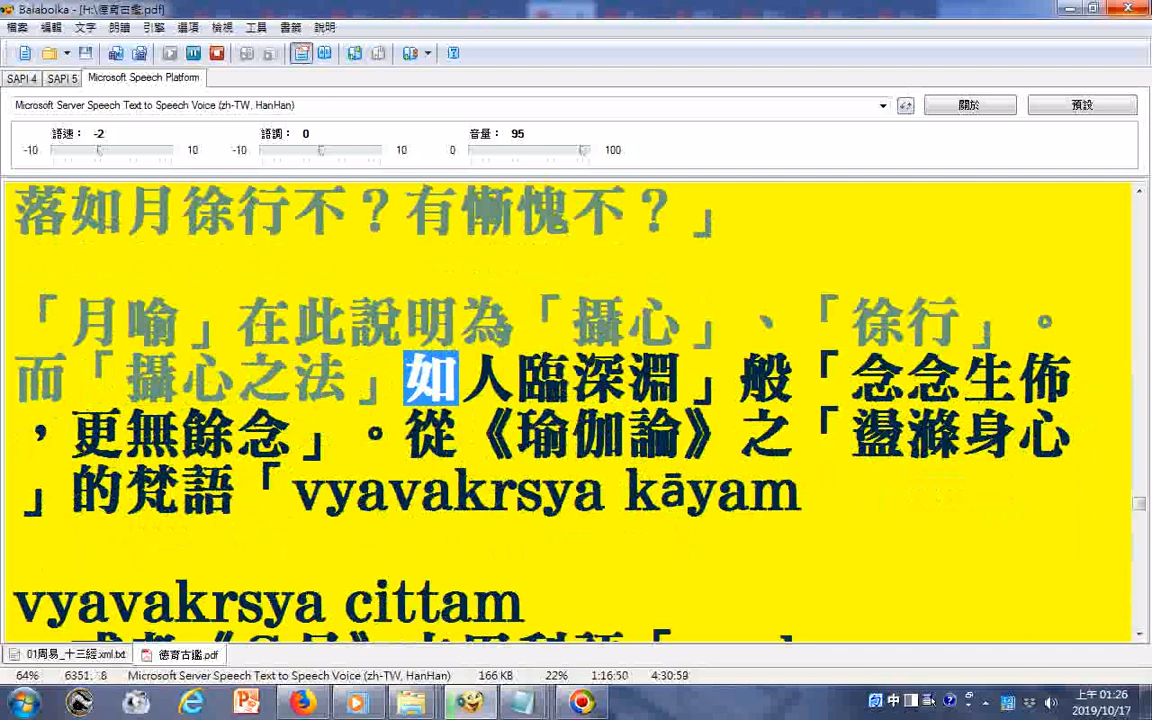 Balabolka - [H:\德育古鑑.pdf]
檔案 編輯 文字 朗讀 引擎 選項 檢視 工具 書籤 說明
SAPI 4 SAPI 5 Microsoft Speech Platform
Microsoft Server Speech Text to Speech Voice (zh-TW, HanHan) 關於 預設
語速： -2 語調： 0 音量： 95
-10 10 -10 10 0 100
落如月徐行不？有慚愧不？」
「月喻」在此說明為「攝心」、「徐行」。
而「攝心之法」如人臨深淵」般「念念生佈
，更無餘念」。從《瑜伽論》之「盪滌身心
」的梵語「vyavakrsya kāyam
vyavakrsya cittam
01周易_十三經.xml.txt 德育古鑑.pdf
64% Microsoft Server Speech Text to Speech Voice (zh-TW, HanHan) 166 KB 22% 1:16:50 4:30:59
中 上午 01:26
2019/10/17